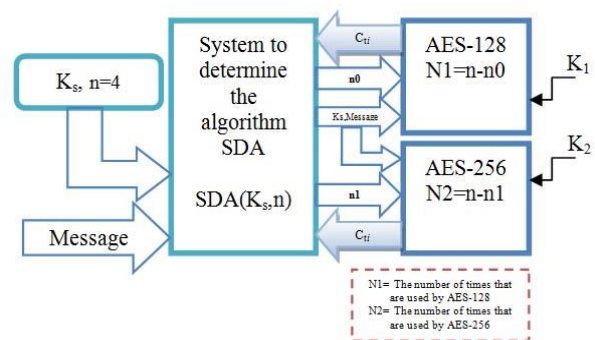 Ks, n=4
Message
System to
determine
the
algorithm
SDA
SDA(Ks,n)
Cti
n0
Ks,Message
n1
Cti
AES-128
N1=n-n0
K1
AES-256
N2=n-n1
K2
N1= The number of times that
are used by AES-128
N2= The number of times that
are used by AES-256